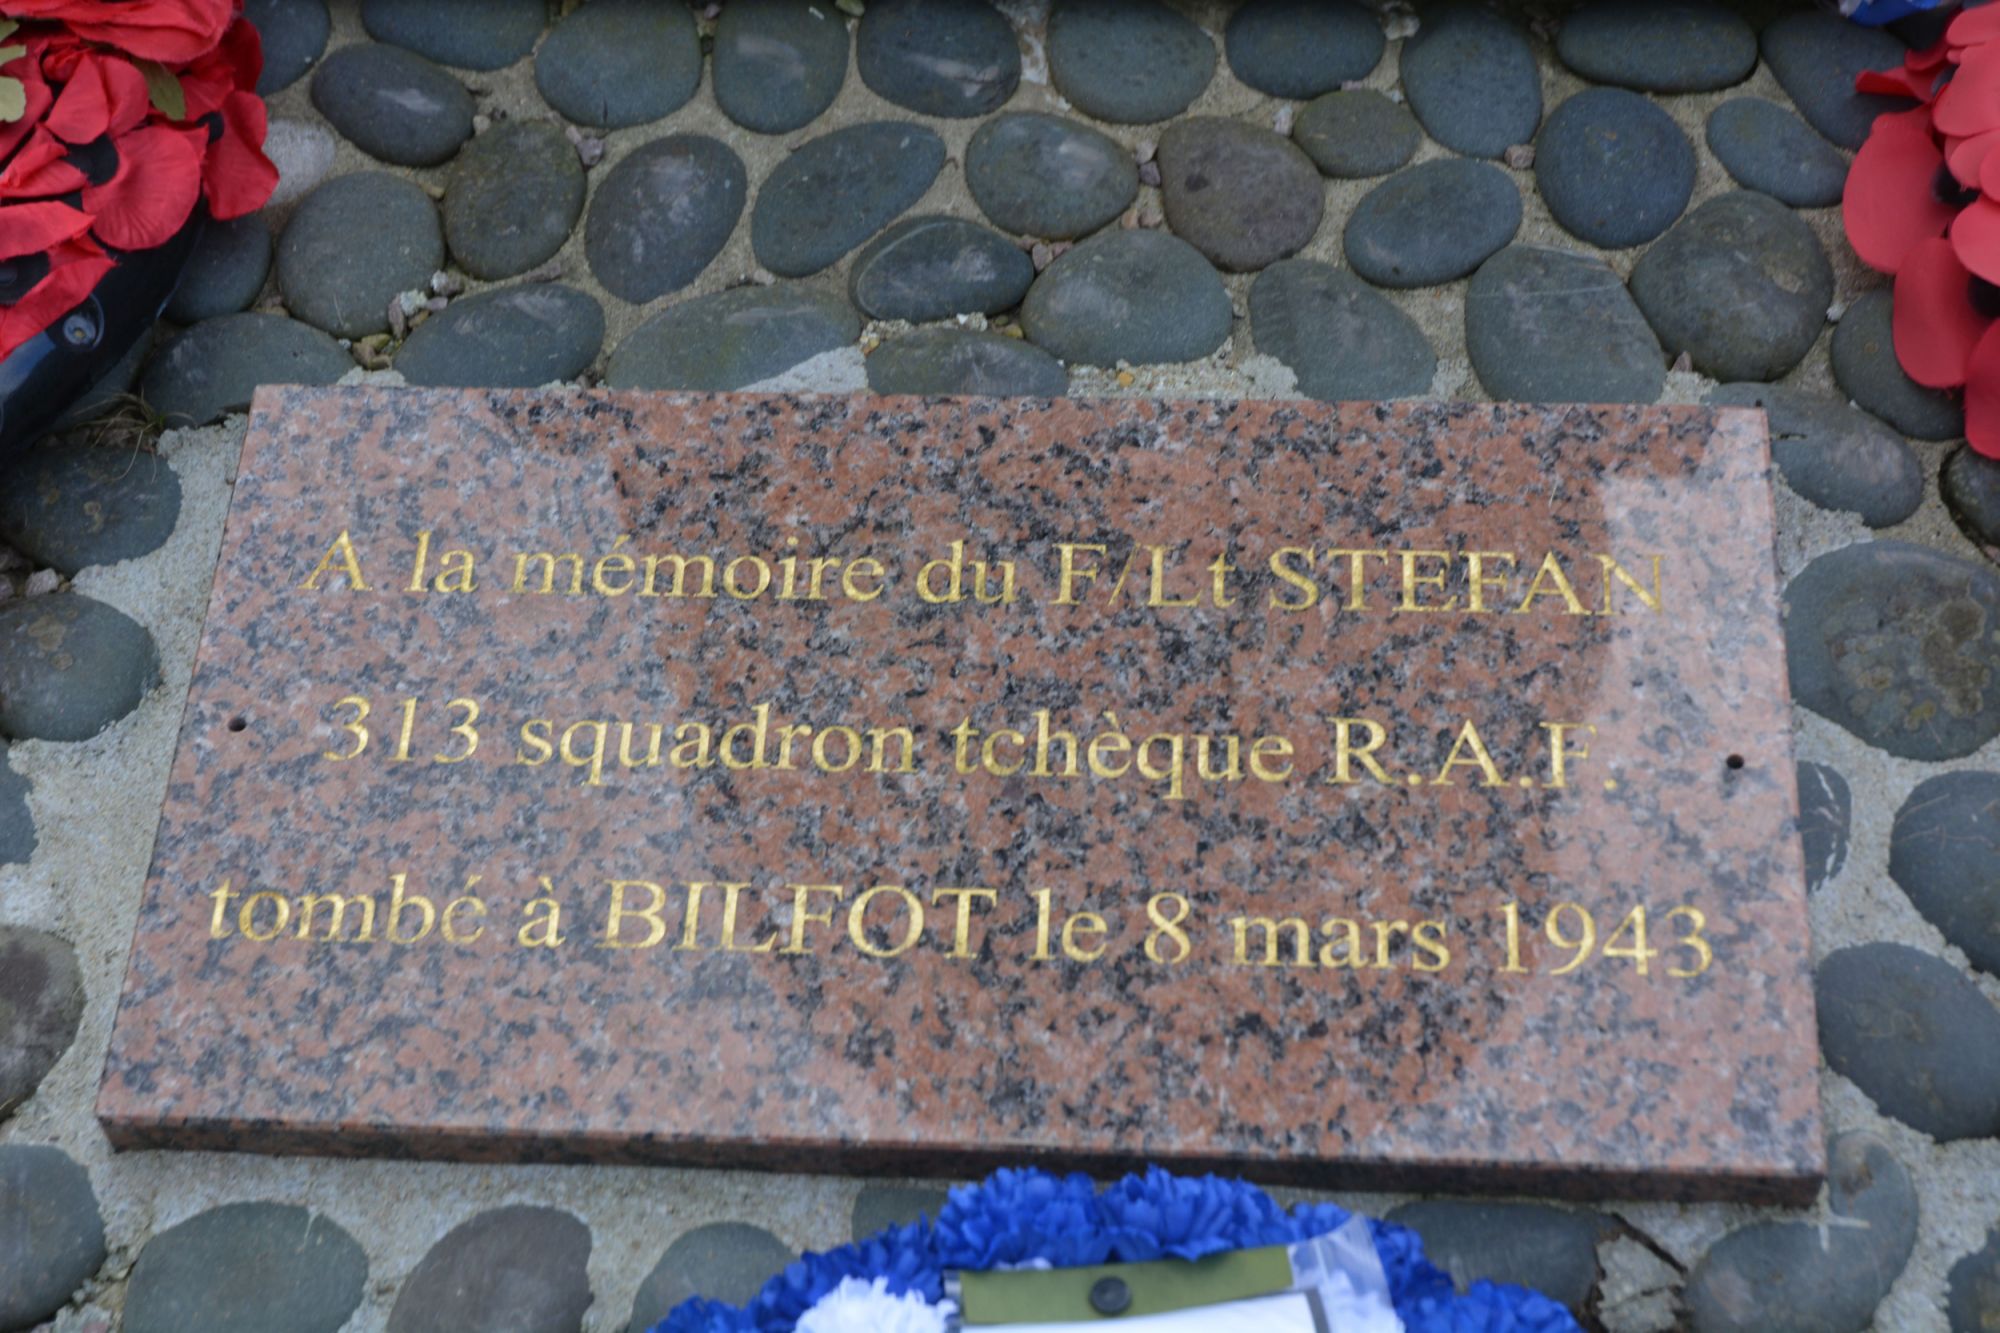 A la mémoire du F/Lt STEFAN
313 squadron tchèque R.A.F.
tombé à BILFOT le 8 mars 1943